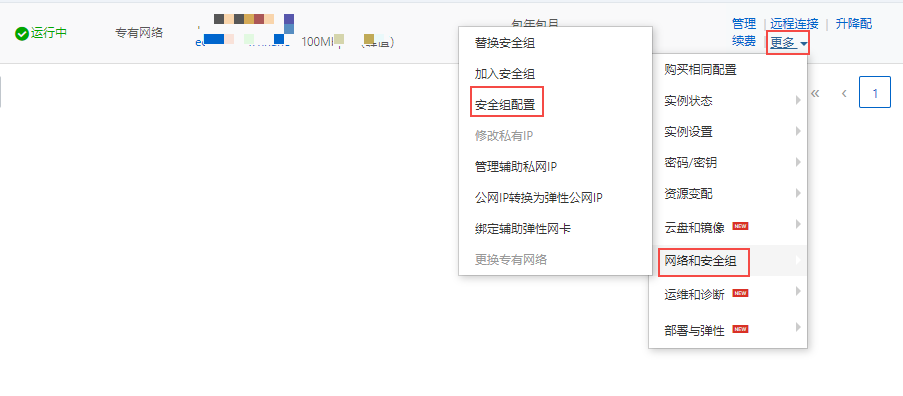 运行中
专有网络
100M
(峰值)
包年包月
管理
远程连接
升降配
续费
更多
替换安全组
加入安全组
安全组配置
修改私有IP
管理辅助私网IP
公网IP转换为弹性公网IP
绑定辅助弹性网卡
更换专有网络
购买相同配置
实例状态
实例设置
密码/密钥
资源变配
云盘和镜像 NEW
网络和安全组
运维和诊断 NEW
部署与弹性 NEW
«
‹
1